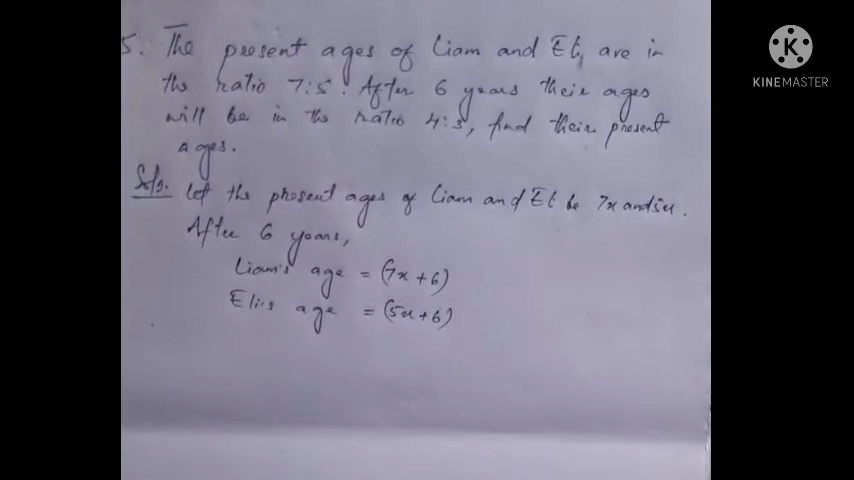 5. The present ages of Liam and Eli are in
the ratio 7:5. After 6 years their ages
will be in the ratio 4:3, find their present
ages.
Soln. Let the present ages of Liam and Eli be 7x and 5x.
After 6 years,
Liam's age = (7x+6)
Eli's age = (5x+6)
K
KINEMASTER